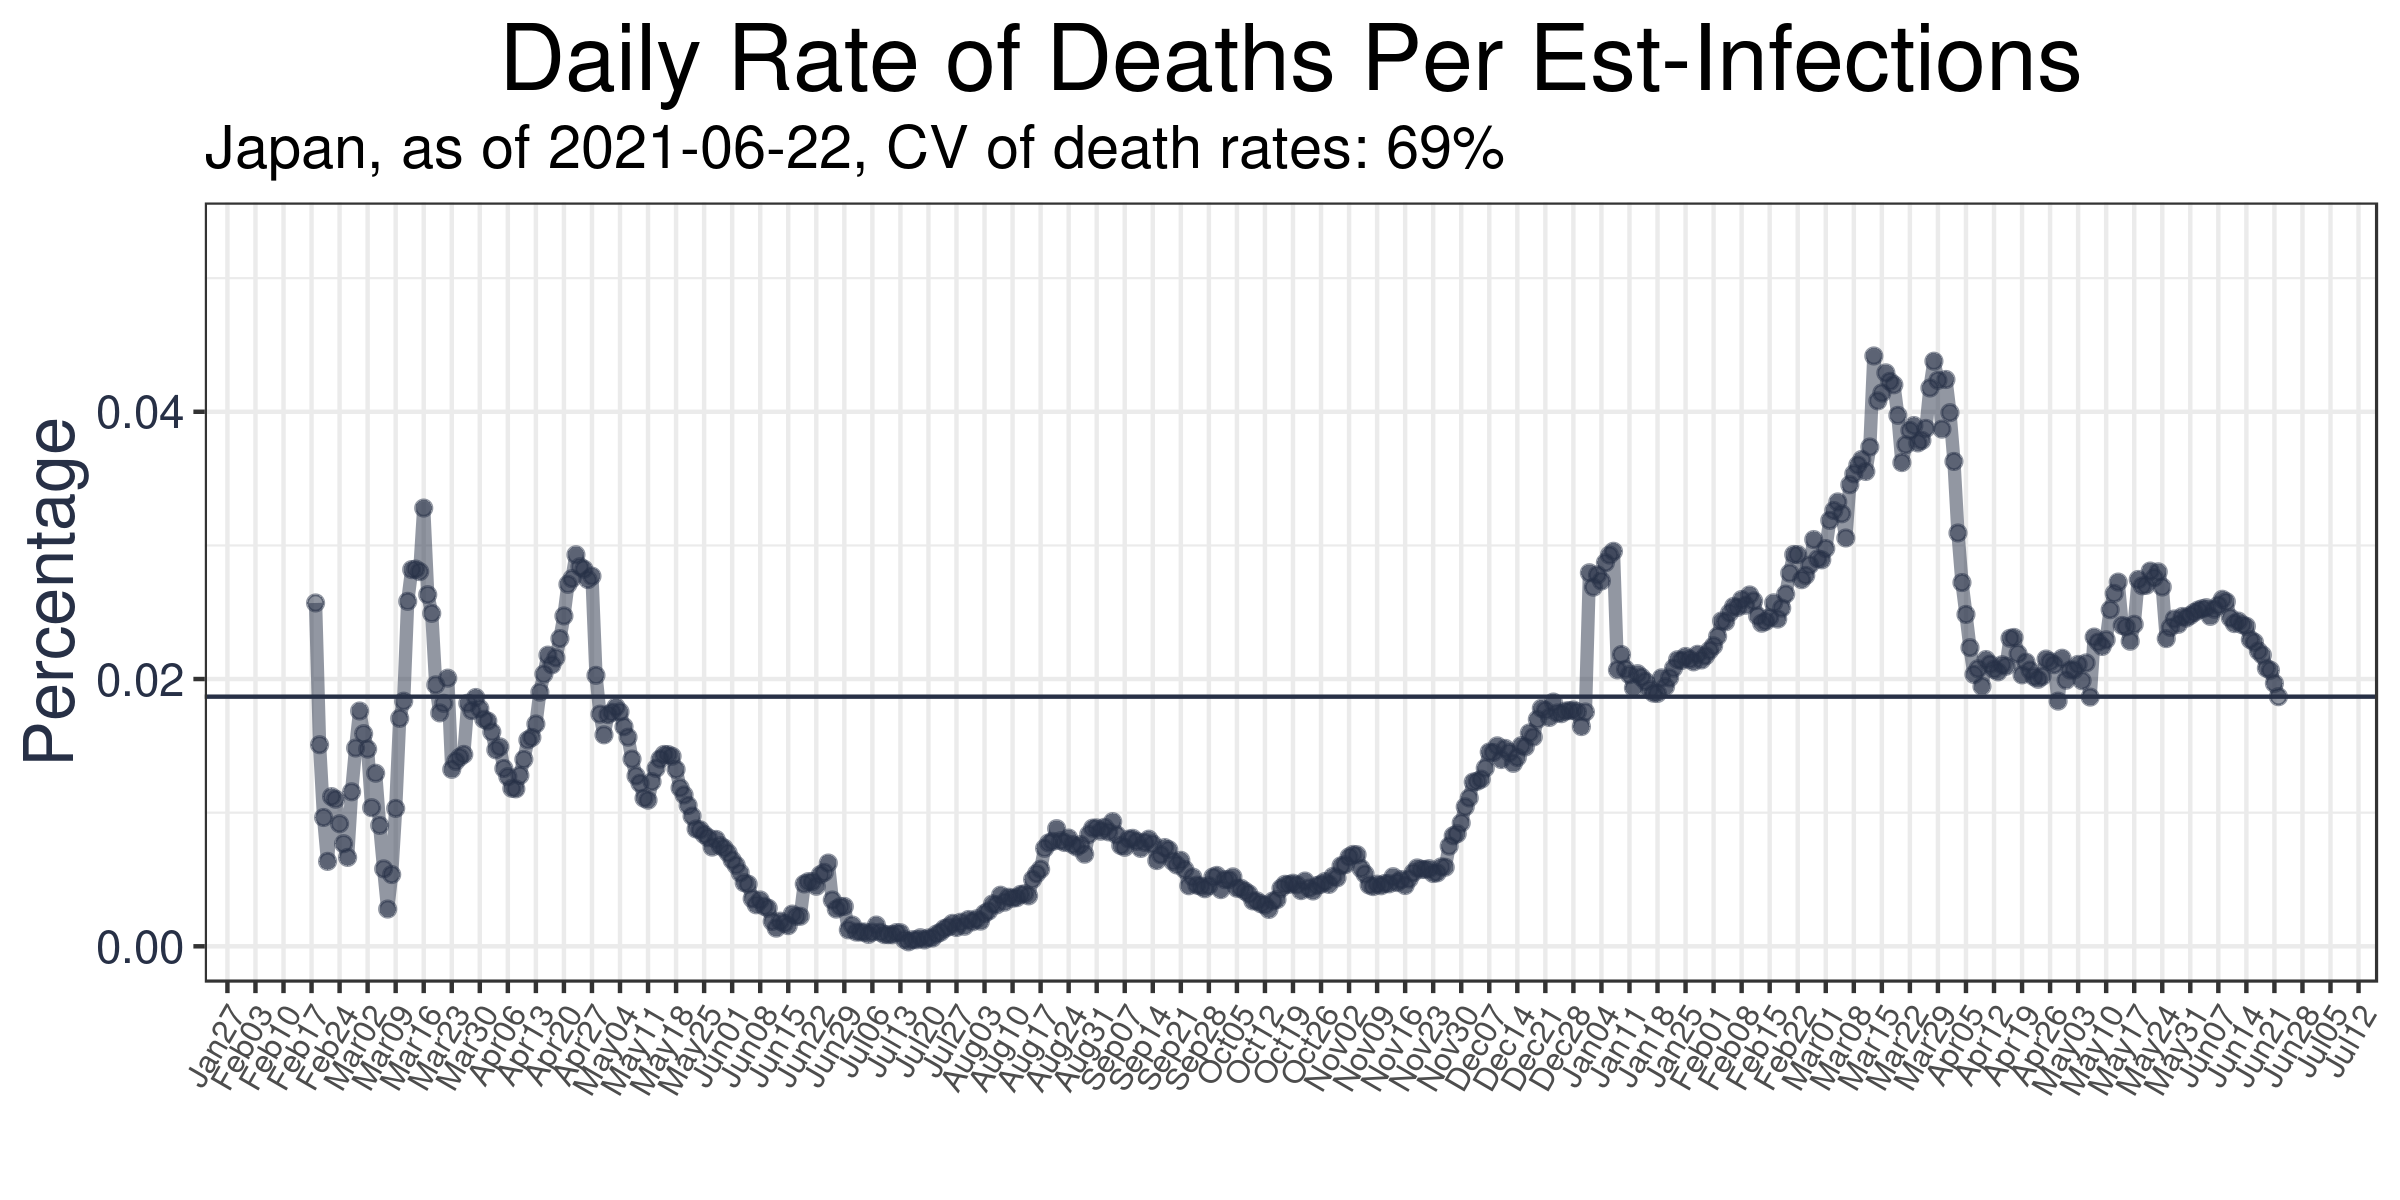 Daily Rate of Deaths Per Est-Infections
Japan, as of 2021-06-22, CV of death rates: 69%
Percentage
0.04
0.02
0.00
Jan27
Feb03
Feb10
Feb17
Feb24
Mar02
Mar09
Mar16
Mar23
Mar30
Apr06
Apr13
Apr20
Apr27
May04
May11
May18
May25
Jun01
Jun08
Jun15
Jun22
Jun29
Jul06
Jul13
Jul20
Jul27
Aug03
Aug10
Aug17
Aug24
Aug31
Sep07
Sep14
Sep21
Sep28
Oct05
Oct12
Oct19
Oct26
Nov02
Nov09
Nov16
Nov23
Nov30
Dec07
Dec14
Dec21
Dec28
Jan04
Jan11
Jan18
Jan25
Feb01
Feb08
Feb15
Feb22
Mar01
Mar08
Mar15
Mar22
Mar29
Apr05
Apr12
Apr19
Apr26
May03
May10
May17
May24
May31
Jun07
Jun14
Jun21
Jun28
Jul05
Jul12